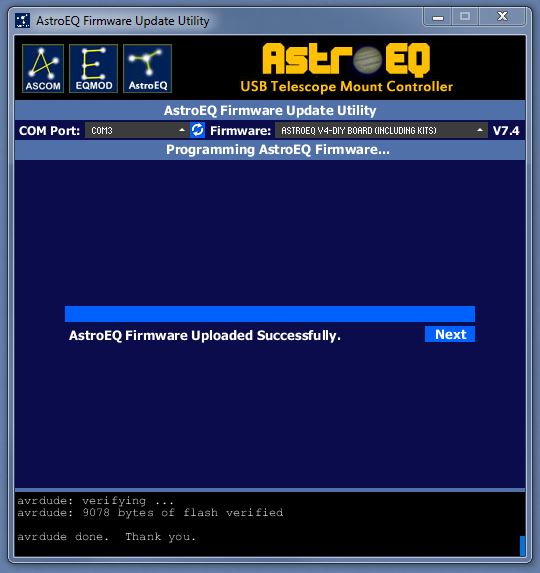 AstroEQ Firmware Update Utility
ASCOM EQMOD AstroEQ
Astro EQ
USB Telescope Mount Controller
AstroEQ Firmware Update Utility
COM Port: COM3 Firmware: ASTROEQ V4-DIY BOARD (INCLUDING KITS) V7.4
Programming AstroEQ Firmware...
AstroEQ Firmware Uploaded Successfully. Next
avrdude: verifying ...
avrdude: 9078 bytes of flash verified
avrdude done.  Thank you.